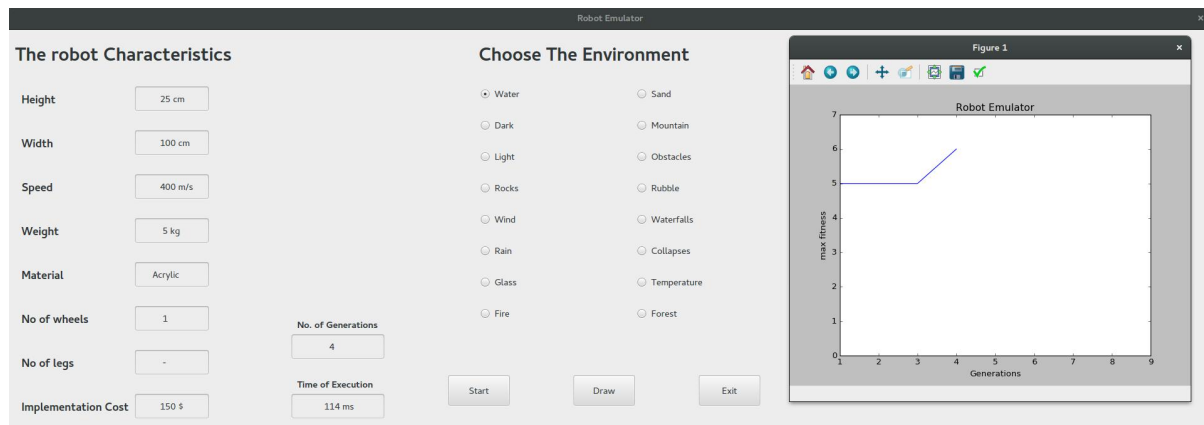 Robot Emulator
The robot Characteristics
Height
25 cm
Width
100 cm
Speed
400 m/s
Weight
5 kg
Material
Acrylic
No of wheels
1
No of legs
-
Implementation Cost
150 $
No. of Generations
4
Time of Execution
114 ms
Choose The Environment
Water
Sand
Dark
Mountain
Light
Obstacles
Rocks
Rubble
Wind
Waterfalls
Rain
Collapses
Glass
Temperature
Fire
Forest
Start
Draw
Exit
Figure 1
Robot Emulator
max fitness
7
6
5
4
3
2
1
0
1 2 3 4 5 6 7 8 9
Generations